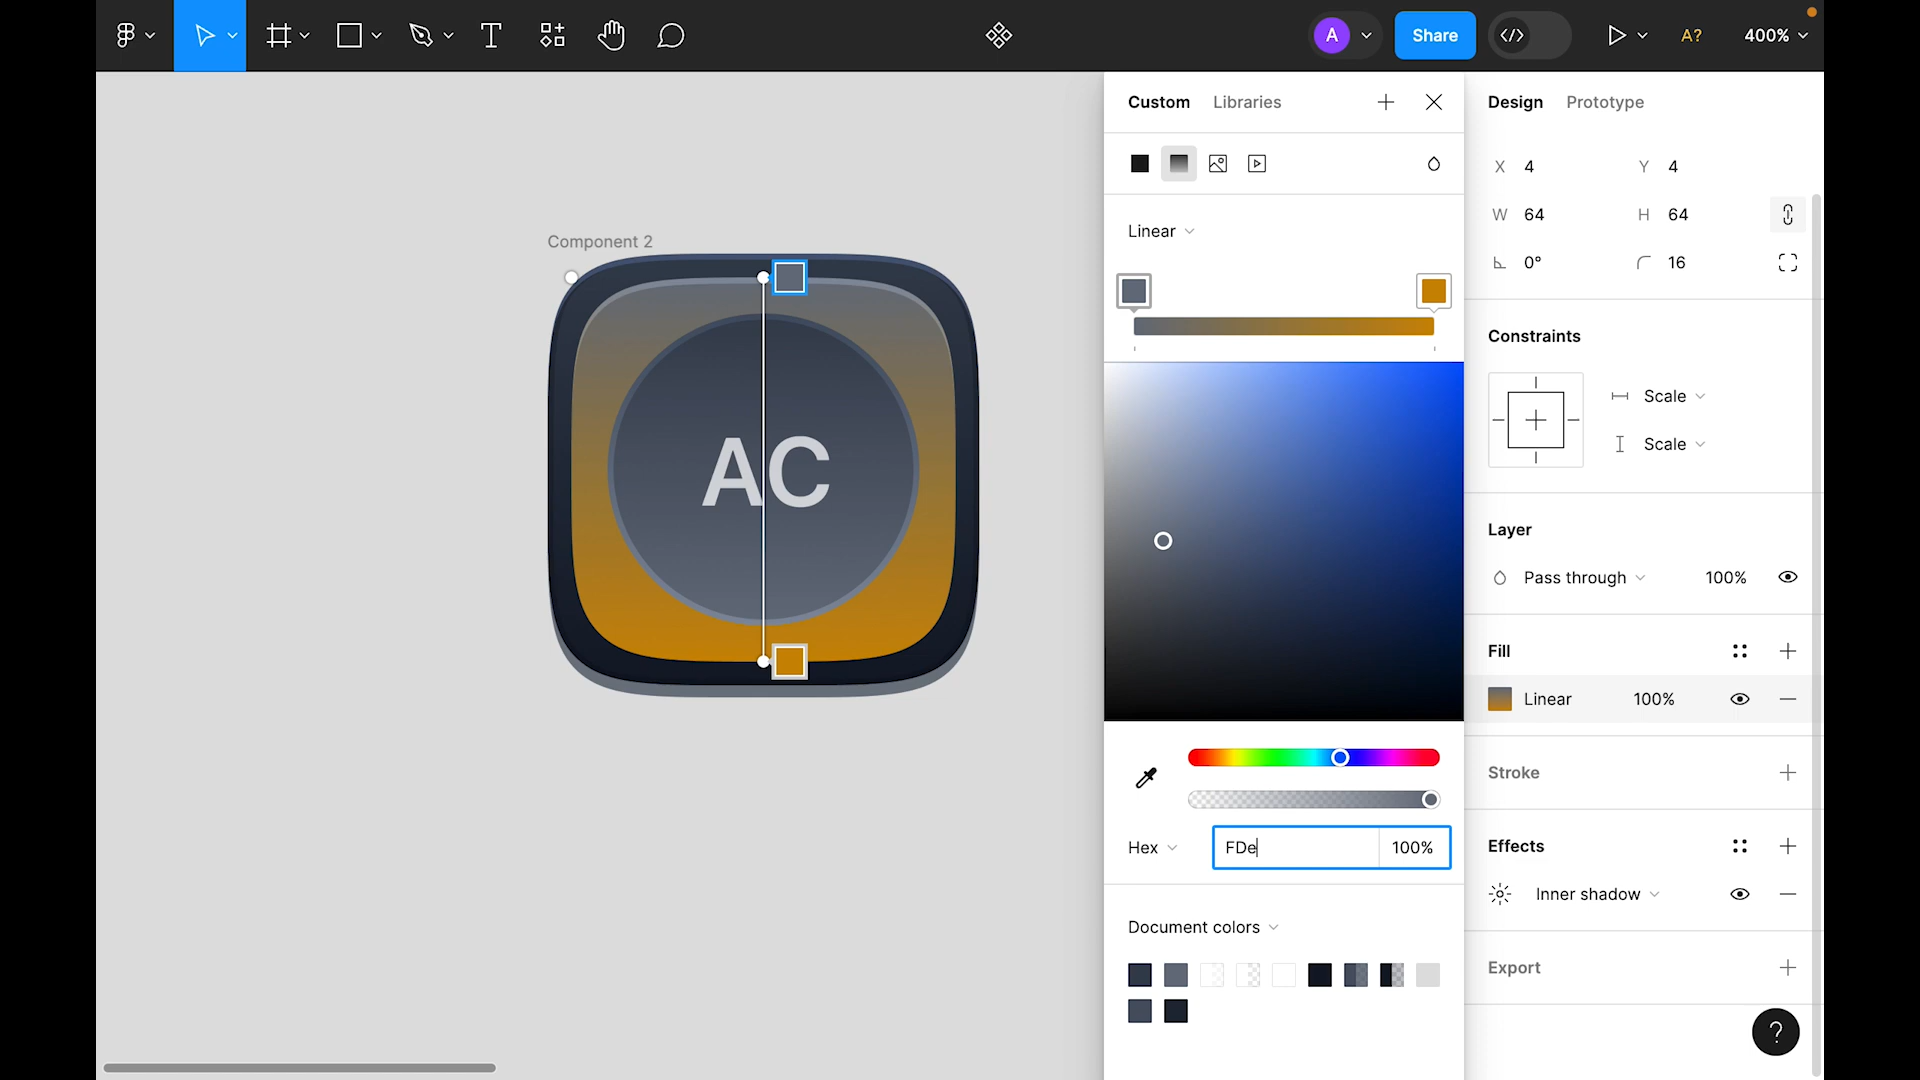 A
Share
A?
400%
Custom
Libraries
Design
Prototype
X 4
Y 4
W 64
H 64
0°
16
Linear
Component 2
AC
Constraints
Scale
Scale
Layer
Pass through
100%
Fill
Linear
100%
Stroke
Hex
FDe
100%
Effects
Inner shadow
Document colors
Export
?